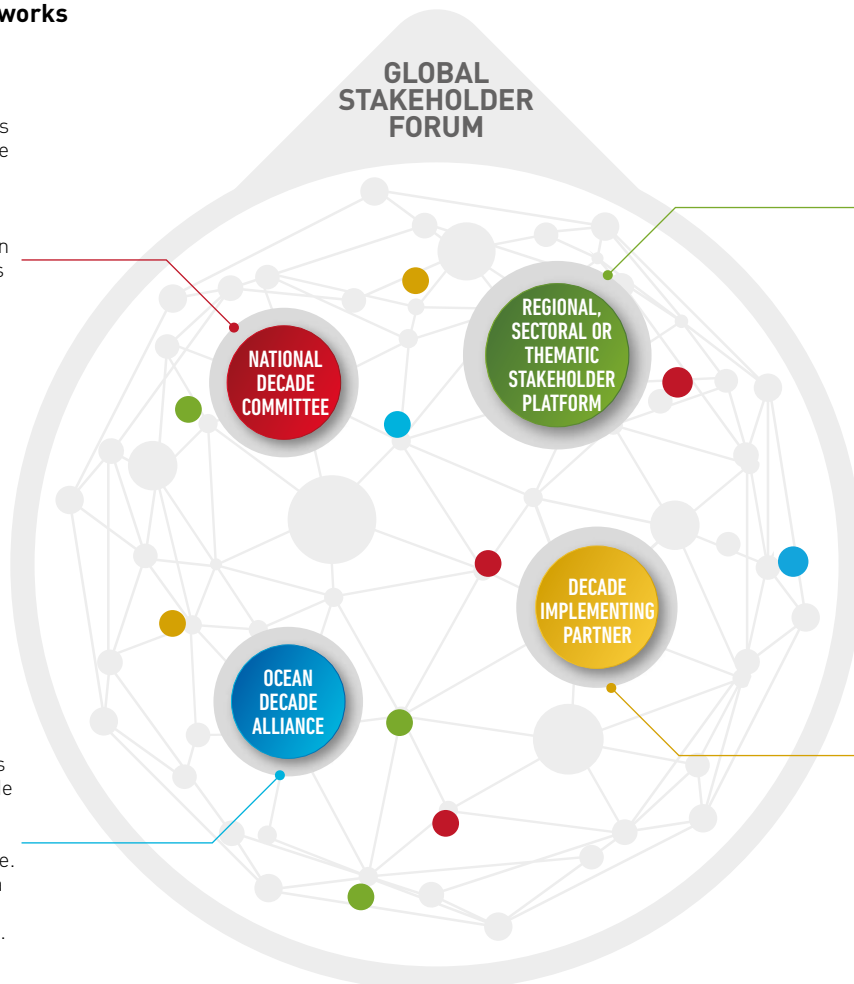 works
GLOBAL
STAKEHOLDER
FORUM
s
e
n
s
REGIONAL,
SECTORAL OR
THEMATIC
STAKEHOLDER
PLATFORM
NATIONAL
DECADE
COMMITTEE
DECADE
IMPLEMENTING
PARTNER
OCEAN
DECADE
ALLIANCE
s
e.
.